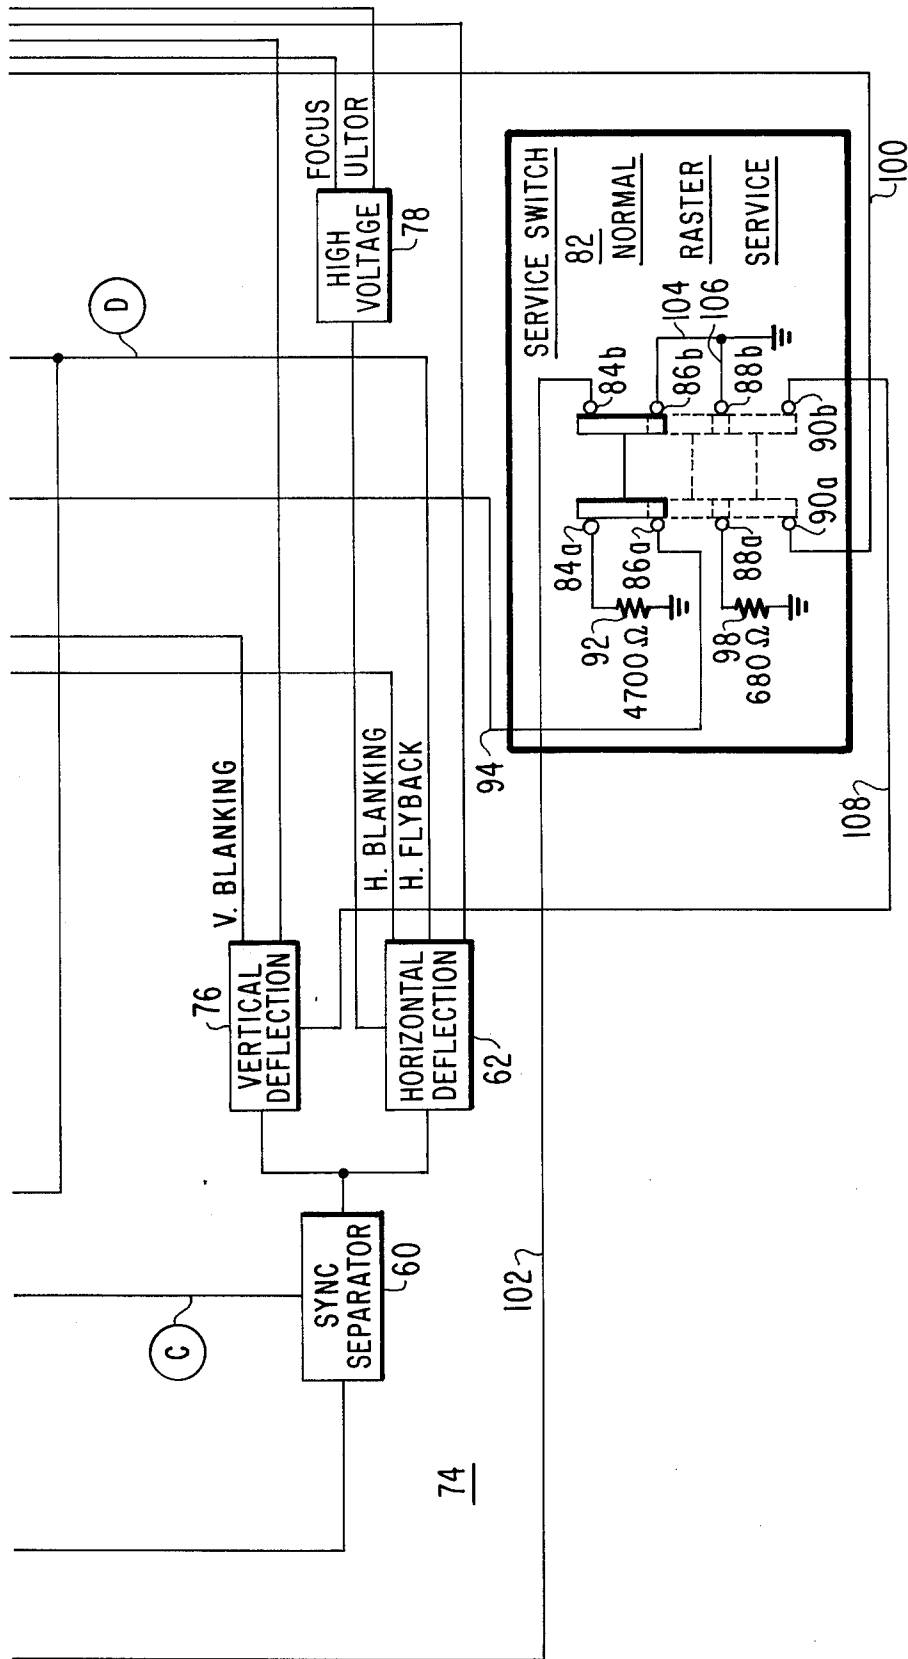 FOCUS
ULTOR
HIGH
VOLTAGE
78
D
V. BLANKING
76
VERTICAL
DEFLECTION
H. BLANKING
H. FLYBACK
HORIZONTAL
DEFLECTION
62
C
SYNC
SEPARATOR
60
74
102
94
108
100
SERVICE SWITCH
82
NORMAL
RASTER
SERVICE
84a
84b
86a
86b
88a
88b
90a
90b
92
4700Ω
98
680Ω
104
106